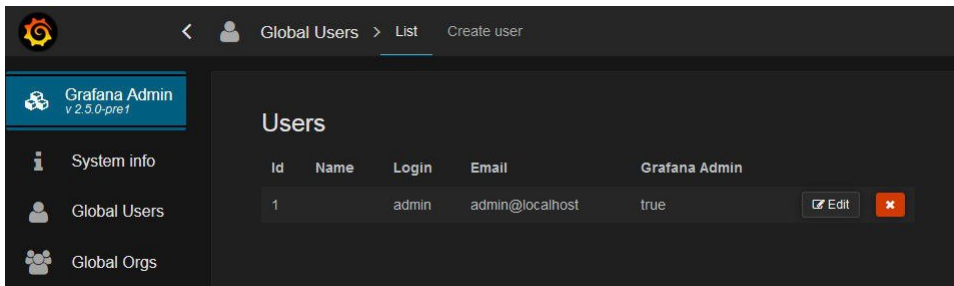 Global Users > List Create user
Grafana Admin
v 2.5.0-pre1
System info
Global Users
Global Orgs
Users
Id Name Login Email Grafana Admin
1 admin admin@localhost true Edit